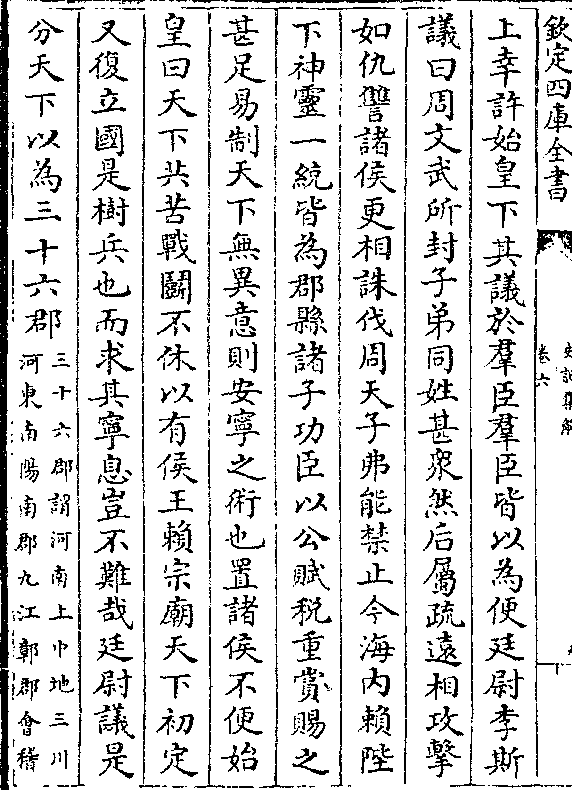 欽定四庫全書
史記集解
卷六
上幸許始皇下其議於羣臣羣臣皆以為便廷尉李斯
議曰周文武所封子弟同姓甚衆然后屬疏遠相攻擊
如仇讐諸侯更相誅伐周天子弗能禁止今海内賴陛
下神靈一統皆為郡縣諸子功臣以公賦税重賞賜之
甚足易制天下無異意則安寧之術也置諸侯不便始
皇曰天下共苦戰鬭不休以有侯王賴宗廟天下初定
又復立國是樹兵也而求其寧息豈不難哉廷尉議是
分天下以為三十六郡
三十六郡謂河南上巾地三川
河東南陽南郡九江鄣郡會稽